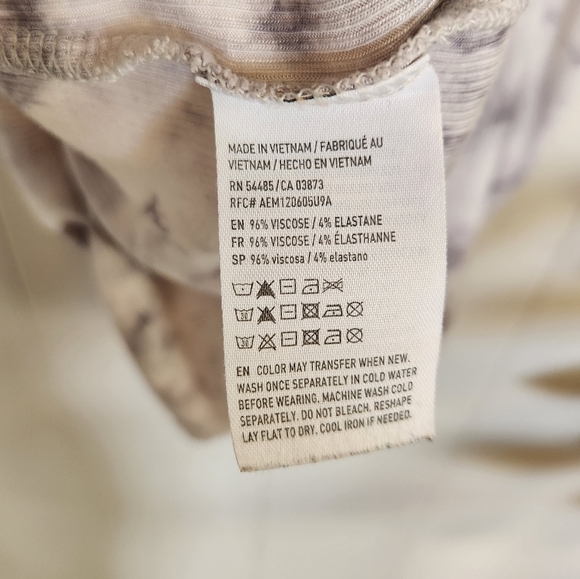 MADE IN VIETNAM / FABRIQUÉ AU
VIETNAM / HECHO EN VIETNAM
RN 54485/CA 03873
RFC# AEM120605U9A
EN 96% VISCOSE / 4% ELASTANE
FR 96% VISCOSE / 4% ÉLASTHANNE
SP 96% viscosa / 4% elastano
EN COLOR MAY TRANSFER WHEN NEW.
WASH ONCE SEPARATELY IN COLD WATER
BEFORE WEARING. MACHINE WASH COLD
SEPARATELY. DO NOT BLEACH. RESHAPE
LAY FLAT TO DRY. COOL IRON IF NEEDED.